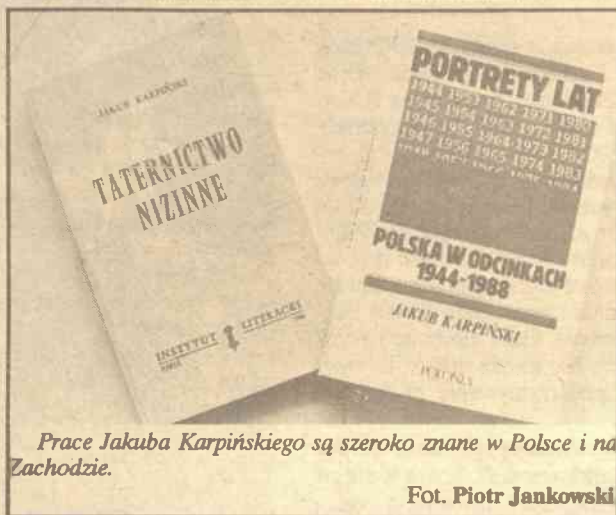 JAKUB KARPIŃSKI
TATERNICTWO
NIZINNE
INSTYTUT LITERACKI
PORTRETY LAT
1944 1953 1962 1971 1980
1945 1954 1963 1972 1981
1946 1955 1964 1973 1982
1947 1956 1965 1974 1983
POLSKA W ODCINKACH
1944-1988
JAKUB KARPIŃSKI
POLONIA
Prace Jakuba Karpińskiego są szeroko znane w Polsce i na
Zachodzie.
Fot. Piotr Jankowski